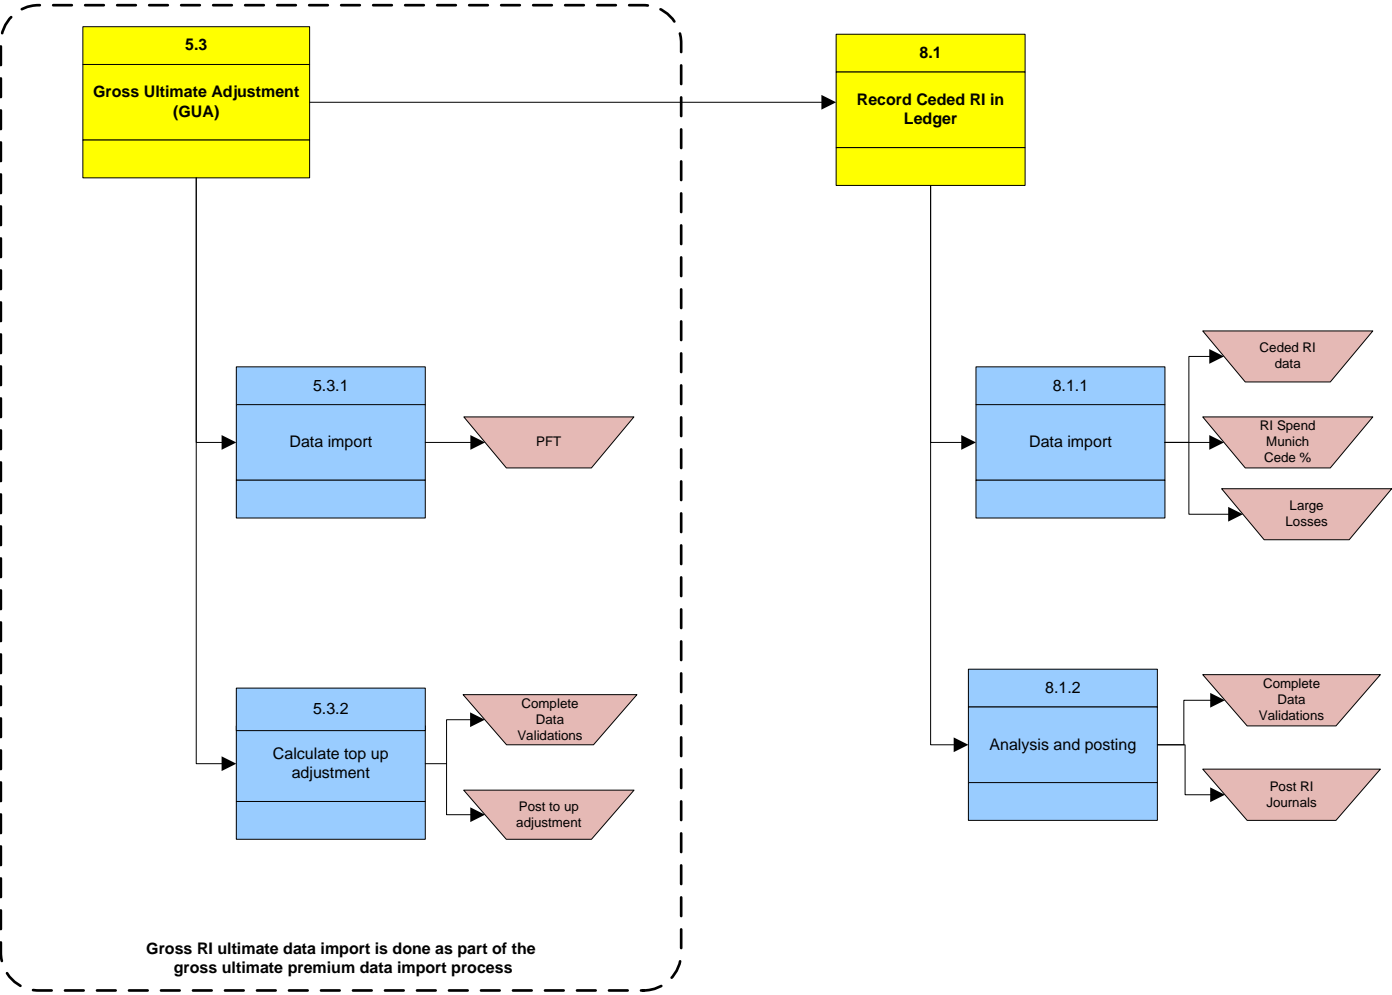 5.3
Gross Ultimate Adjustment
(GUA)
8.1
Record Ceded RI in
Ledger
5.3.1
Data import
PFT
8.1.1
Data import
Ceded RI
data
RI Spend
Munich
Cede %
Large
Losses
5.3.2
Calculate top up
adjustment
Complete
Data
Validations
Post to up
adjustment
8.1.2
Analysis and posting
Complete
Data
Validations
Post RI
Journals
Gross RI ultimate data import is done as part of the
gross ultimate premium data import process